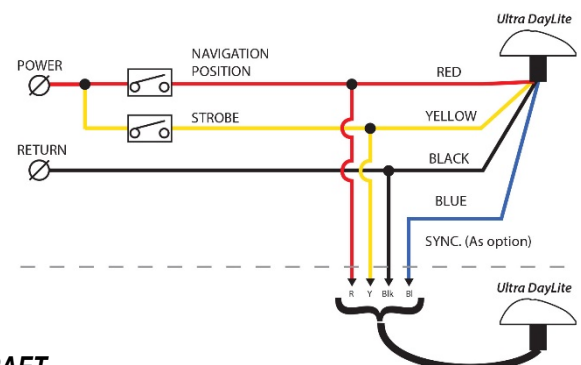 Ultra DayLite
NAVIGATION
POSITION
POWER
RED
STROBE
YELLOW
RETURN
BLACK
BLUE
SYNC. (As option)
R Y Blk Bl
Ultra DayLite